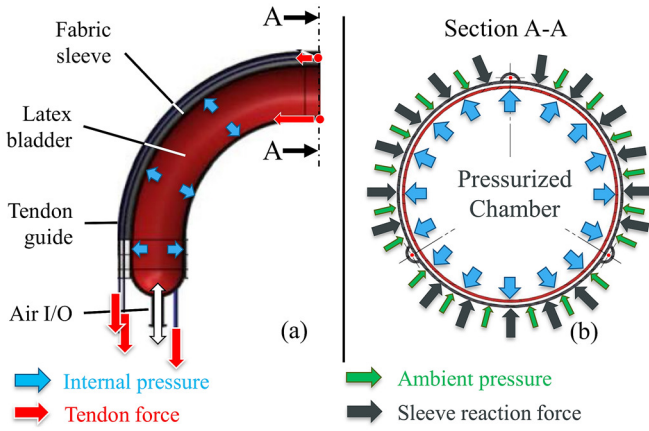 A
Fabric
sleeve
Latex
bladder
A
Tendon
guide
Air I/O
(a)
Internal pressure
Tendon force
Section A-A
Pressurized
Chamber
(b)
Ambient pressure
Sleeve reaction force